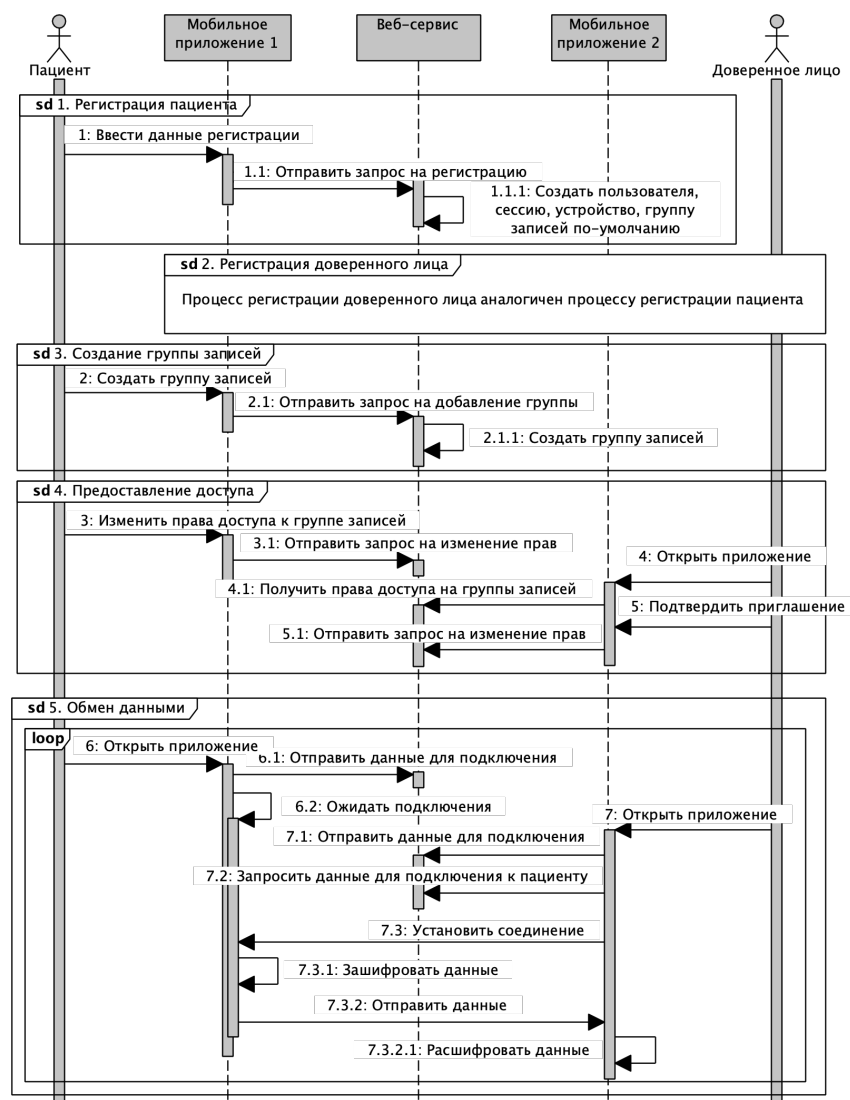 Мобильное
приложение 1
Веб-сервис
Мобильное
приложение 2
Пациент
Доверенное лицо
sd 1. Регистрация пациента
1: Ввести данные регистрации
1.1: Отправить запрос на регистрацию
1.1.1: Создать пользователя,
сессию, устройство, группу
записей по-умолчанию
sd 2. Регистрация доверенного лица
Процесс регистрации доверенного лица аналогичен процессу регистрации пациента
sd 3. Создание группы записей
2: Создать группу записей
2.1: Отправить запрос на добавление группы
2.1.1: Создать группу записей
sd 4. Предоставление доступа
3: Изменить права доступа к группе записей
3.1: Отправить запрос на изменение прав
4: Открыть приложение
4.1: Получить права доступа на группы записей
5: Подтвердить приглашение
5.1: Отправить запрос на изменение прав
sd 5. Обмен данными
loop
6: Открыть приложение
6.1: Отправить данные для подключения
6.2: Ожидать подключения
7: Открыть приложение
7.1: Отправить данные для подключения
7.2: Запросить данные для подключения к пациенту
7.3: Установить соединение
7.3.1: Зашифровать данные
7.3.2: Отправить данные
7.3.2.1: Расшифровать данные